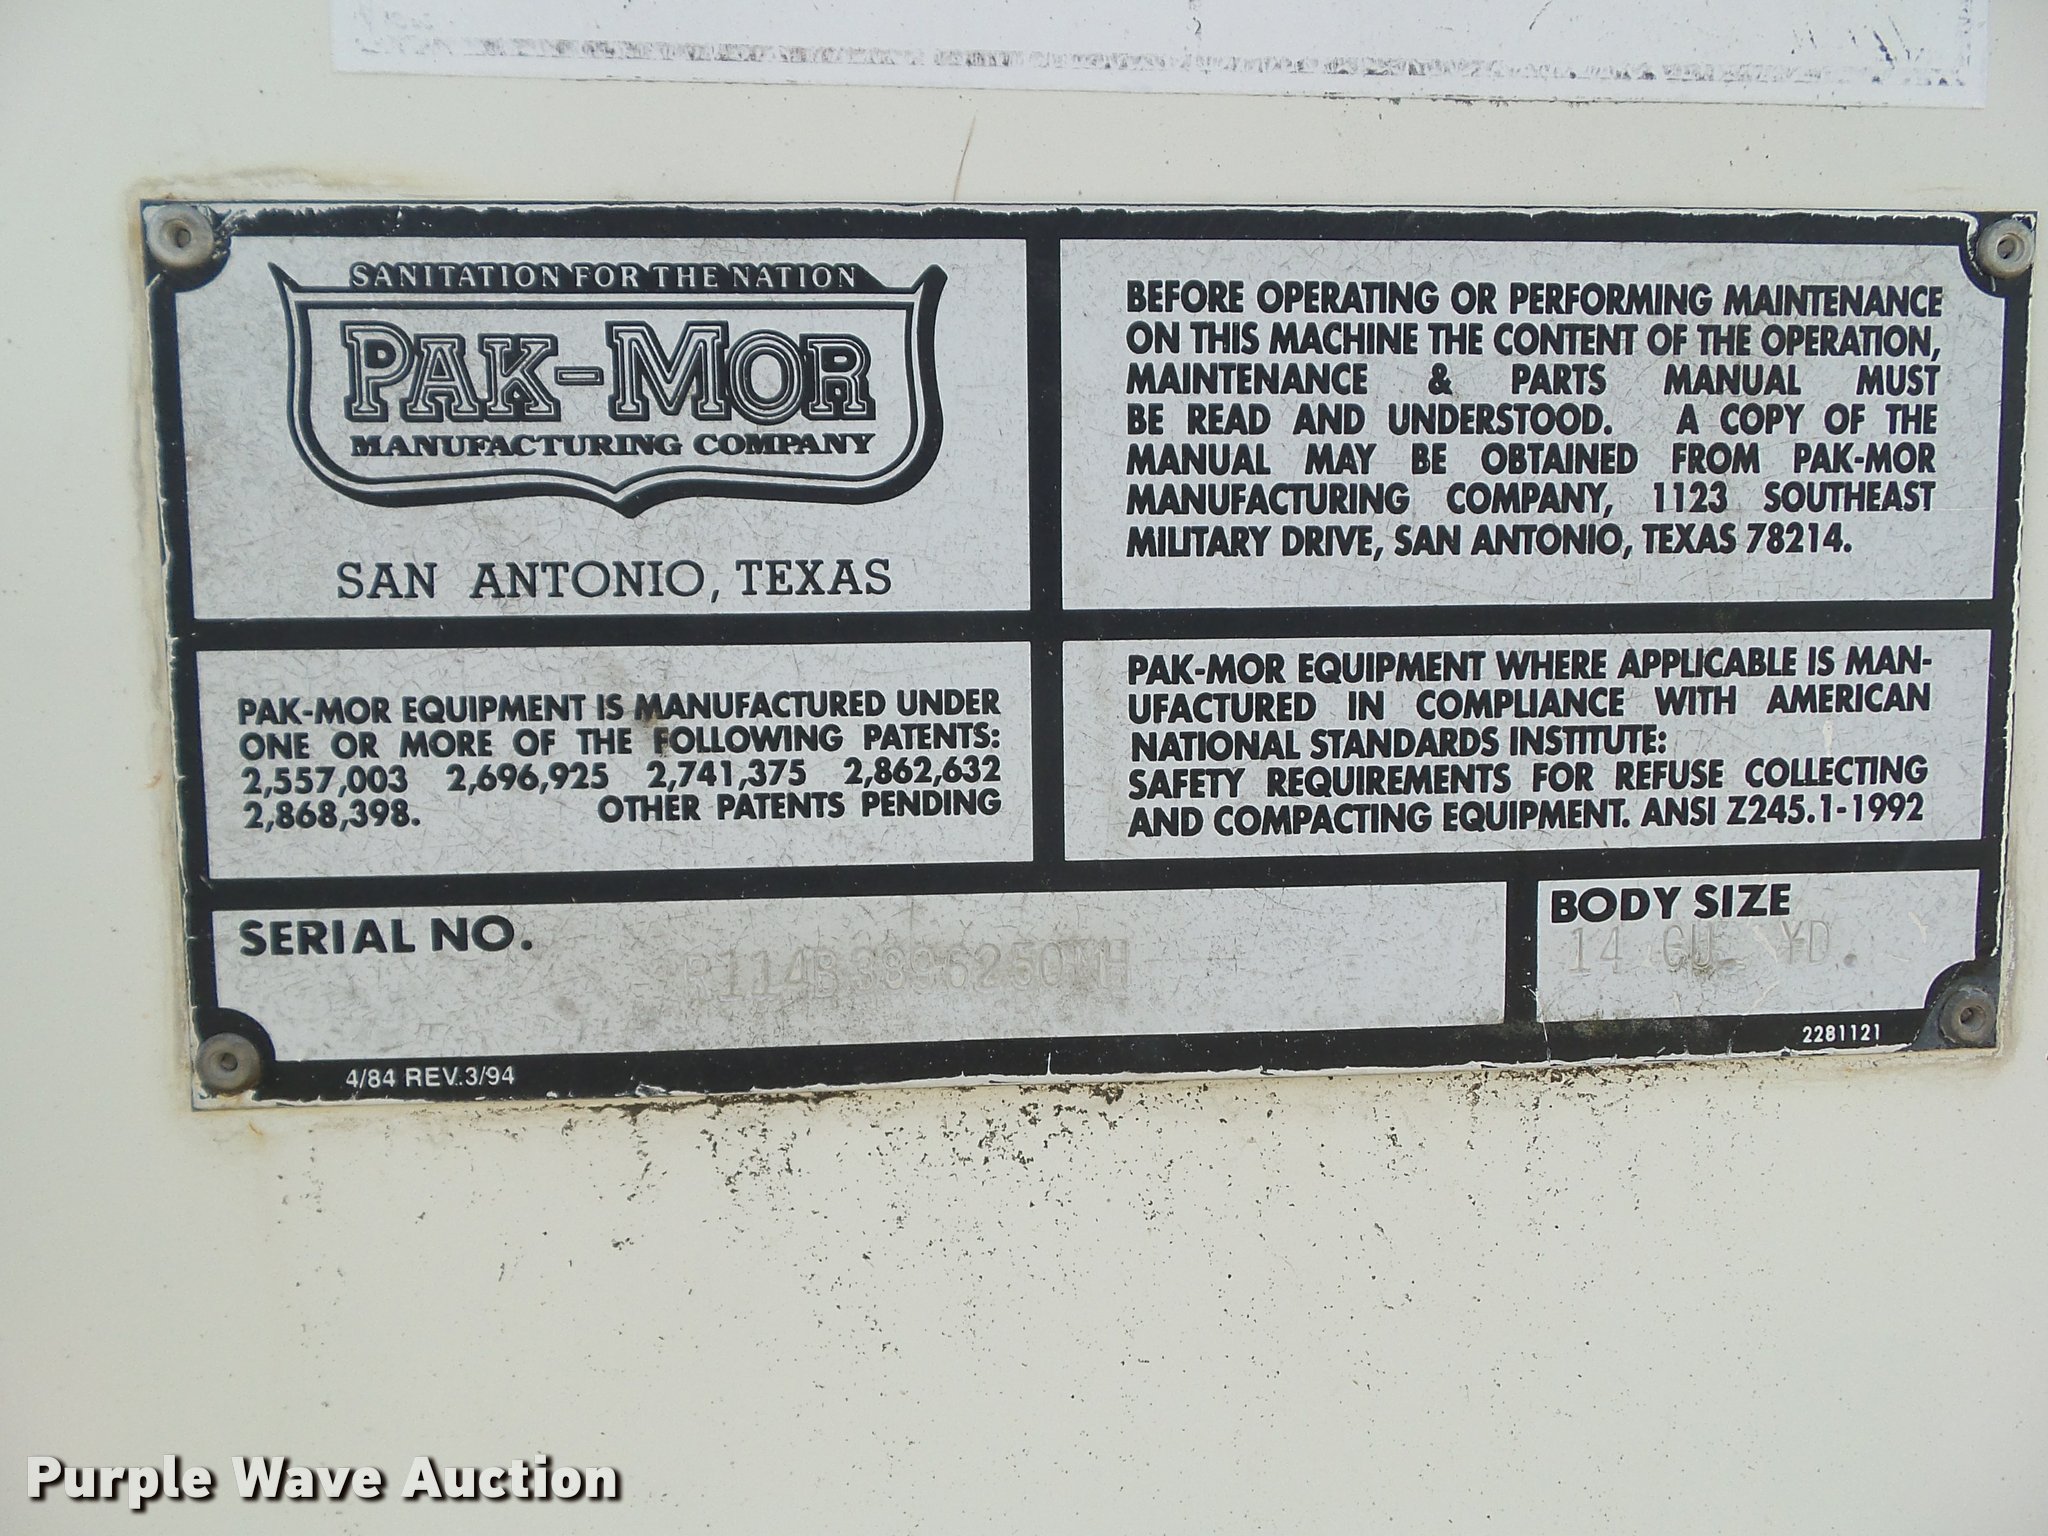 SANITATION FOR THE NATION
PAK-MOR
MANUFACTURING COMPANY
SAN ANTONIO, TEXAS
BEFORE OPERATING OR PERFORMING MAINTENANCE
ON THIS MACHINE THE CONTENT OF THE OPERATION,
MAINTENANCE & PARTS MANUAL MUST
BE READ AND UNDERSTOOD. A COPY OF THE
MANUAL MAY BE OBTAINED FROM PAK-MOR
MANUFACTURING COMPANY, 1123 SOUTHEAST
MILITARY DRIVE, SAN ANTONIO, TEXAS 78214.
PAK-MOR EQUIPMENT IS MANUFACTURED UNDER
ONE OR MORE OF THE FOLLOWING PATENTS:
2,557,003 2,696,925 2,741,375 2,862,632
2,868,398. OTHER PATENTS PENDING
PAK-MOR EQUIPMENT WHERE APPLICABLE IS MAN-
UFACTURED IN COMPLIANCE WITH AMERICAN
NATIONAL STANDARDS INSTITUTE:
SAFETY REQUIREMENTS FOR REFUSE COLLECTING
AND COMPACTING EQUIPMENT. ANSI Z245.1-1992
SERIAL NO.
BODY SIZE
14 CU. YD.
4/84 REV.3/94
2281121
Purple Wave Auction